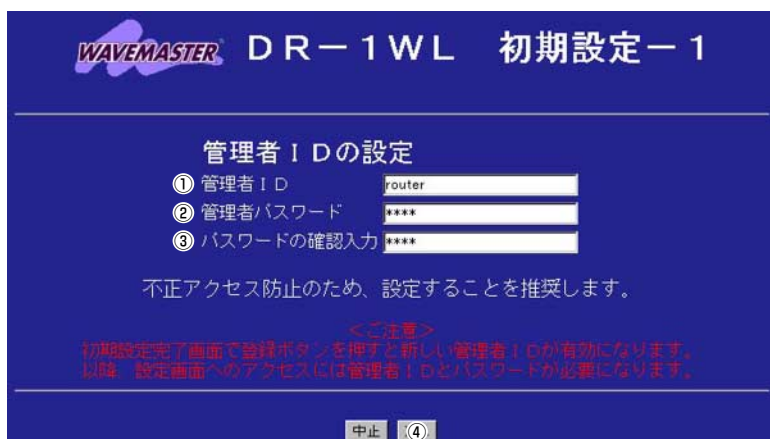 WAVEMASTER DR－1WL 初期設定－1
管理者IDの設定
① 管理者ID router
② 管理者パスワード ****
③ パスワードの確認入力 ****
不正アクセス防止のため、設定することを推奨します。
＜ご注意＞
初期設定完了画面で登録ボタンを押すと新しい管理者IDが有効になります。
以降、設定画面へのアクセスには管理者IDとパスワードが必要になります。
中止 ④